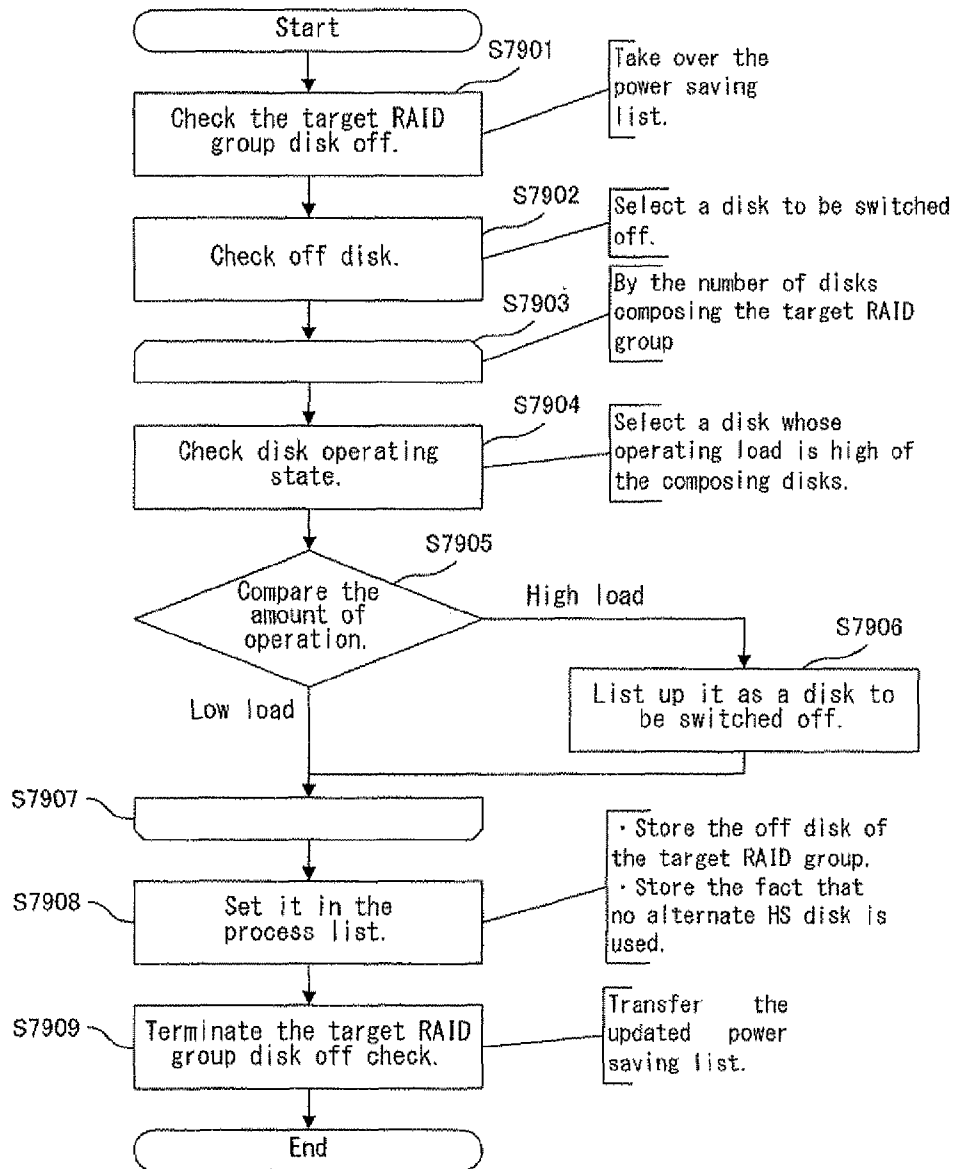 Start
S7901
Take over the
power saving
list.
Check the target RAID
group disk off.
S7902
Select a disk to be switched
off.
Check off disk.
S7903
By the number of disks
composing the target RAID
group
S7904
Select a disk whose
operating load is high of
the composing disks.
Check disk operating
state.
S7905
Compare the
amount of
operation.
High load
S7906
List up it as a disk to
be switched off.
Low load
S7907
· Store the off disk of
the target RAID group.
· Store the fact that
no alternate HS disk is
used.
S7908
Set it in the
process list.
S7909
Terminate the target RAID
group disk off check.
Transfer the
updated power
saving list.
End